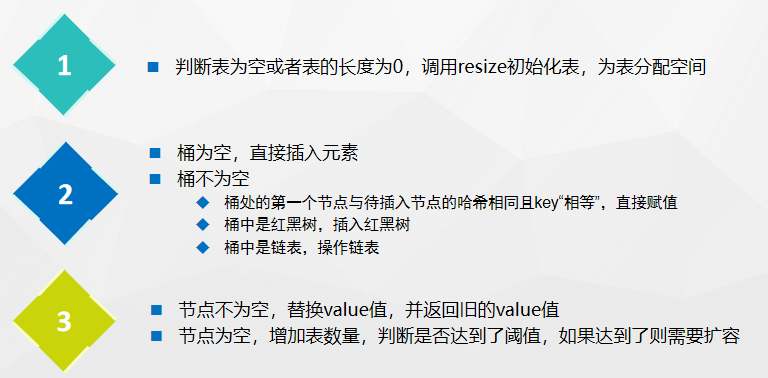 1
判断表为空或者表的长度为0，调用resize初始化表，为表分配空间
2
桶为空，直接插入元素
桶不为空
桶处的第一个节点与待插入节点的哈希相同且key“相等”，直接赋值
桶中是红黑树，插入红黑树
桶中是链表，操作链表
3
节点不为空，替换value值，并返回旧的value值
节点为空，增加表数量，判断是否达到了阈值，如果达到了则需要扩容